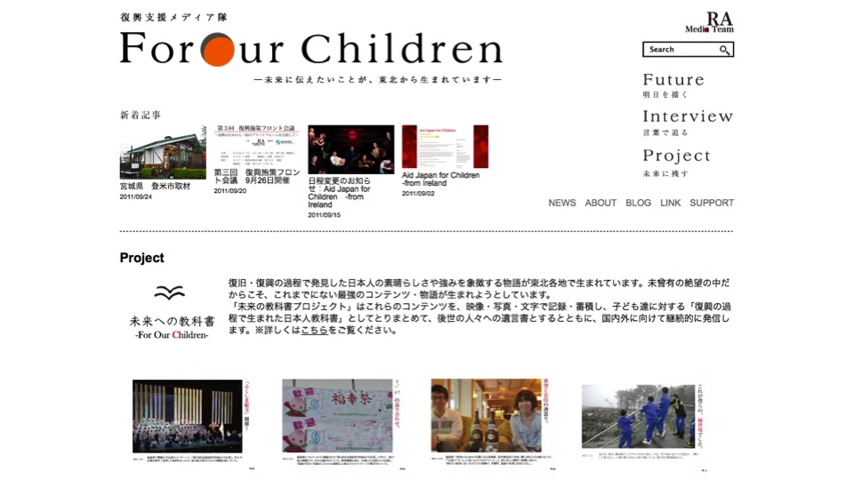 復興支援メディア隊
For Our Children
—未来に伝えたいことが、東北から生まれています—
RA
Media Team
Search
Future
明日を描く
Interview
言葉で迫る
Project
未来に残す
新着記事
宮城県　登米市取材
2011/09/24
第3回 復興施策フロント会議
第三回　復興施策フロン
ト会議　9月26日開催
2011/09/20
日程変更のお知ら
せ：Aid Japan for
Children　-from
Ireland
2011/09/15
Aid Japan for Children
Aid Japan for Children
-from Ireland
2011/09/02
NEWS ABOUT BLOG LINK SUPPORT
Project
未来への教科書
-For Our Children-
復旧・復興の過程で発見した日本人の素晴らしさや強みを象徴する物語が東北各地で生まれています。未曾有の絶望の中だ
からこそ、これまでにない最強のコンテンツ・物語が生まれようとしています。
「未来の教科書プロジェクト」はこれらのコンテンツを、映像・写真・文字で記録・蓄積し、子ども達に対する「復興の過
程で生まれた日本人教科書」としてとりまとめて、後世の人々への遺言書とするとともに、国内外に向けて継続的に発信し
ます。※詳しくはこちらをご覧ください。
歓迎
福幸祭
歓迎
これが僕らの、
でした。